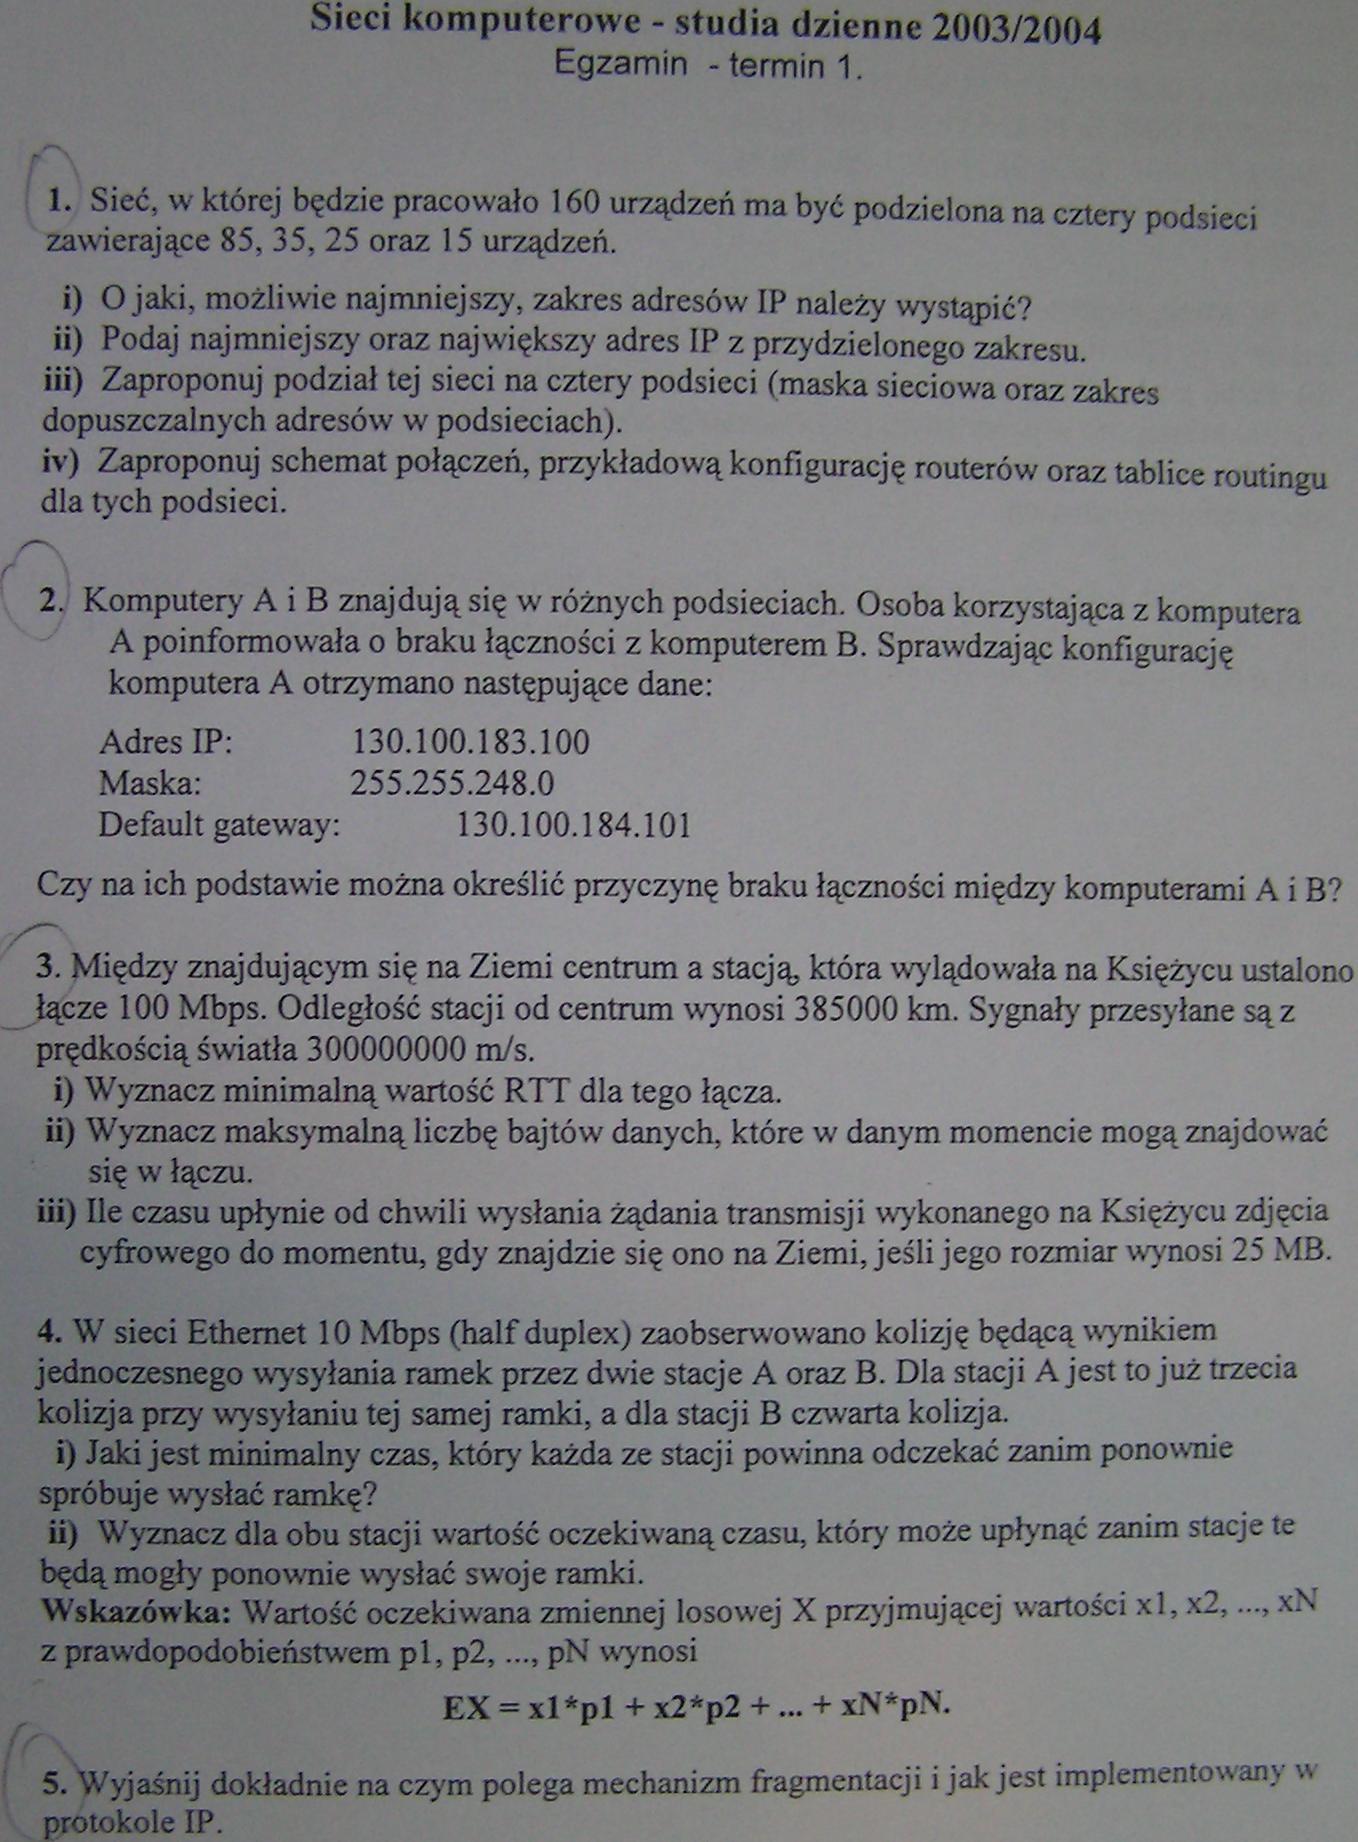 Sieci komputerowe - studia dzienne 2003/2004
Egzamin - termin 1.
1. Sieć, w której będzie pracowało 160 urządzeń ma być podzielona na cztery podsieci
zawierające 85, 35, 25 oraz 15 urządzeń.
i) O jaki, możliwie najmniejszy, zakres adresów IP należy wystąpić?
ii) Podaj najmniejszy oraz największy adres IP z przydzielonego zakresu.
iii) Zaproponuj podział tej sieci na cztery podsieci (maska sieciowa oraz zakres
dopuszczalnych adresów w podsieciach).
iv) Zaproponuj schemat połączeń, przykładową konfigurację routerów oraz tablice routingu
dla tych podsieci.
2. Komputery A i B znajdują się w różnych podsieciach. Osoba korzystająca z komputera
A poinformowała o braku łączności z komputerem B. Sprawdzając konfigurację
komputera A otrzymano następujące dane:
Adres IP: 130.100.183.100
Maska: 255.255.248.0
Default gateway: 130.100.184.101
Czy na ich podstawie można określić przyczynę braku łączności między komputerami A i B?
3. Między znajdującym się na Ziemi centrum a stacją, która wylądowała na Księżycu ustalono
łącze 100 Mbps. Odległość stacji od centrum wynosi 385000 km. Sygnały przesyłane są z
prędkością światła 300000000 m/s.
i) Wyznacz minimalną wartość RTT dla tego łącza.
ii) Wyznacz maksymalną liczbę bajtów danych, które w danym momencie mogą znajdować
się w łączu.
iii) Ile czasu upłynie od chwili wysłania żądania transmisji wykonanego na Księżycu zdjęcia
cyfrowego do momentu, gdy znajdzie się ono na Ziemi, jeśli jego rozmiar wynosi 25 MB.
4. W sieci Ethernet 10 Mbps (half duplex) zaobserwowano kolizję będącą wynikiem
jednoczesnego wysyłania ramek przez dwie stacje A oraz B. Dla stacji A jest to już trzecia
kolizja przy wysyłaniu tej samej ramki, a dla stacji B czwarta kolizja.
i) Jaki jest minimalny czas, który każda ze stacji powinna odczekać zanim ponownie
spróbuje wysłać ramkę?
ii) Wyznacz dla obu stacji wartość oczekiwaną czasu, który może upłynąć zanim stacje te
będą mogły ponownie wysłać swoje ramki.
Wskazówka: Wartość oczekiwana zmiennej losowej X przyjmującej wartości x1, x2, ..., xN
z prawdopodobieństwem p1, p2, ..., pN wynosi
EX = x1*p1 + x2*p2 + ... + xN*pN.
5. Wyjaśnij dokładnie na czym polega mechanizm fragmentacji i jak jest implementowany w
protokole IP.